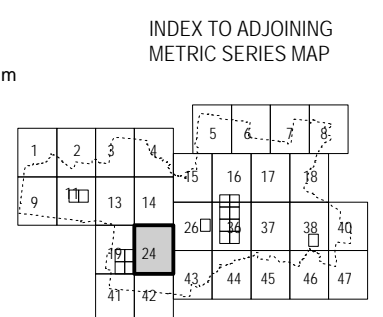 INDEX TO ADJOINING
METRIC SERIES MAP
m
5 6 7 8
1 2 3 4
15 16 17 18
9 11 13 14
26 36 37 38 40
19 24
43 44 45 46 47
41 42